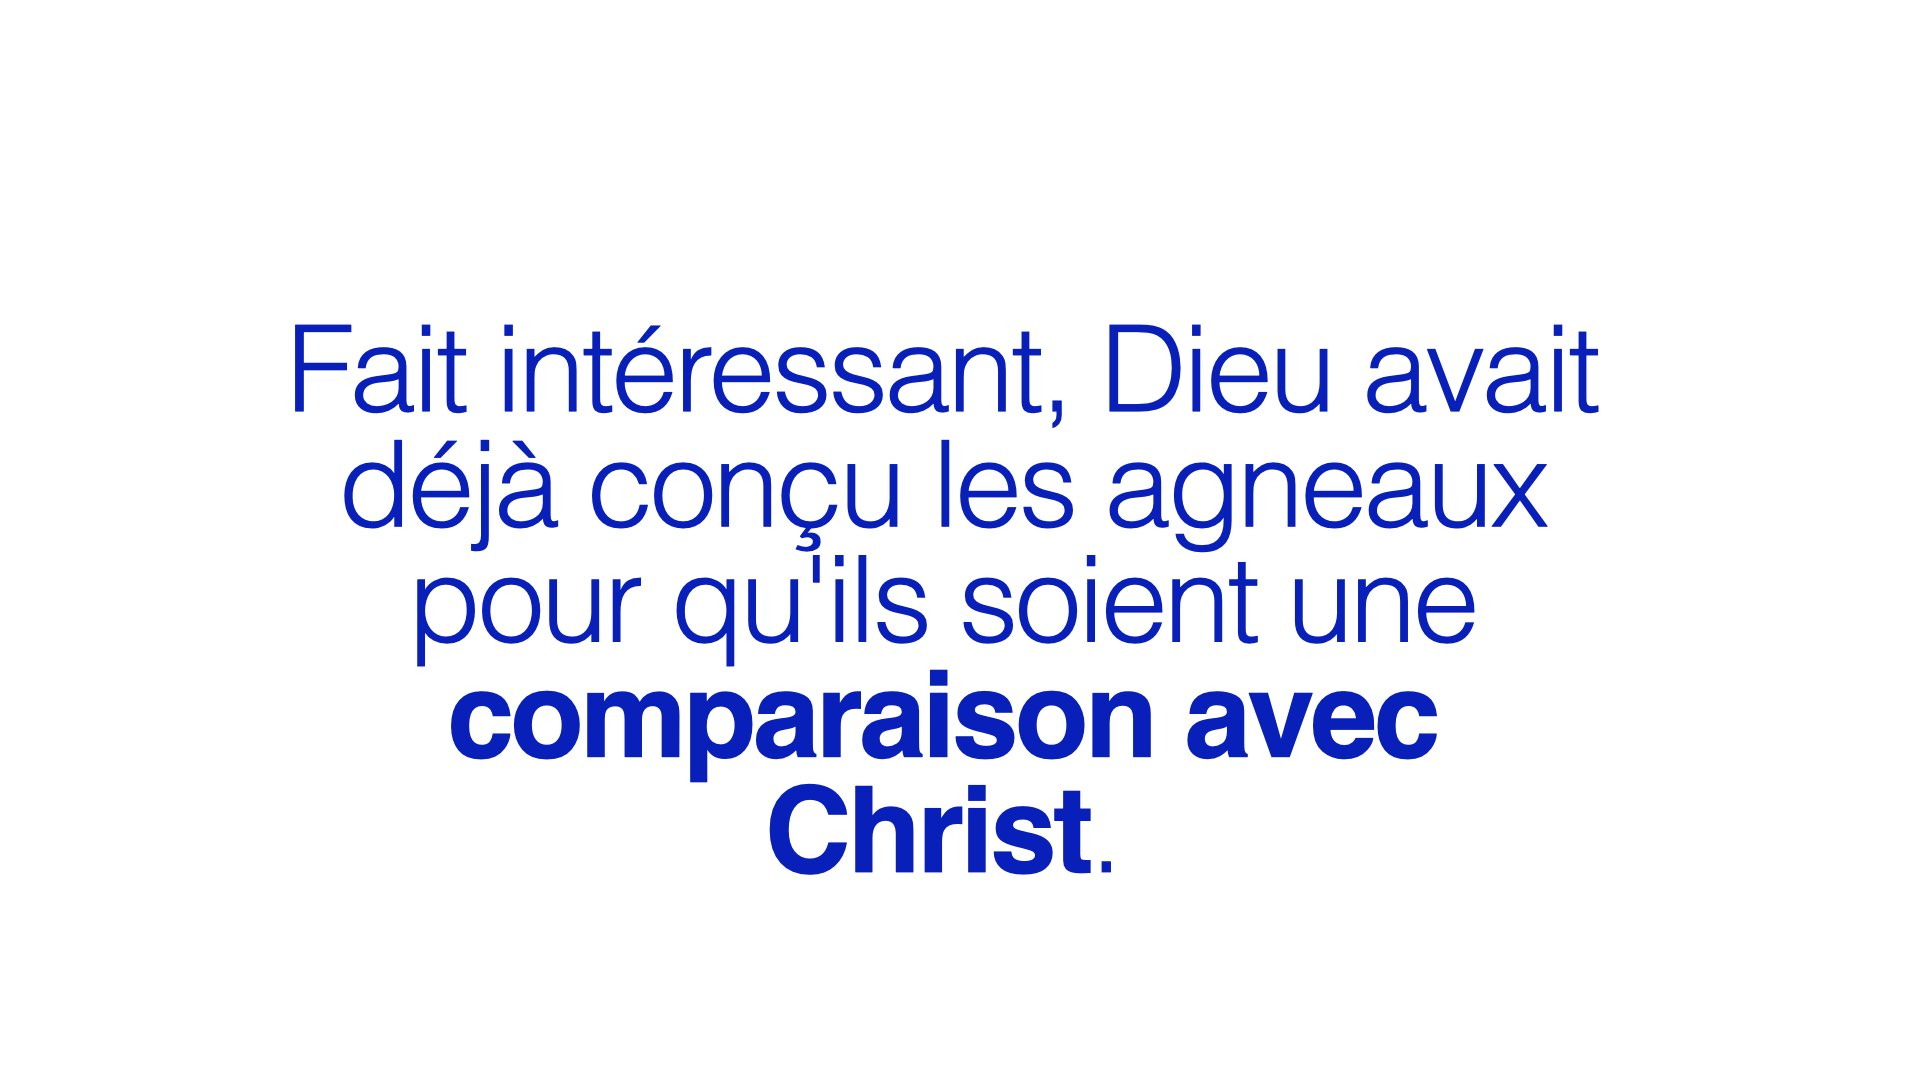 Fait intéressant, Dieu avait
déjà conçu les agneaux
pour qu'ils soient une
comparaison avec
Christ.